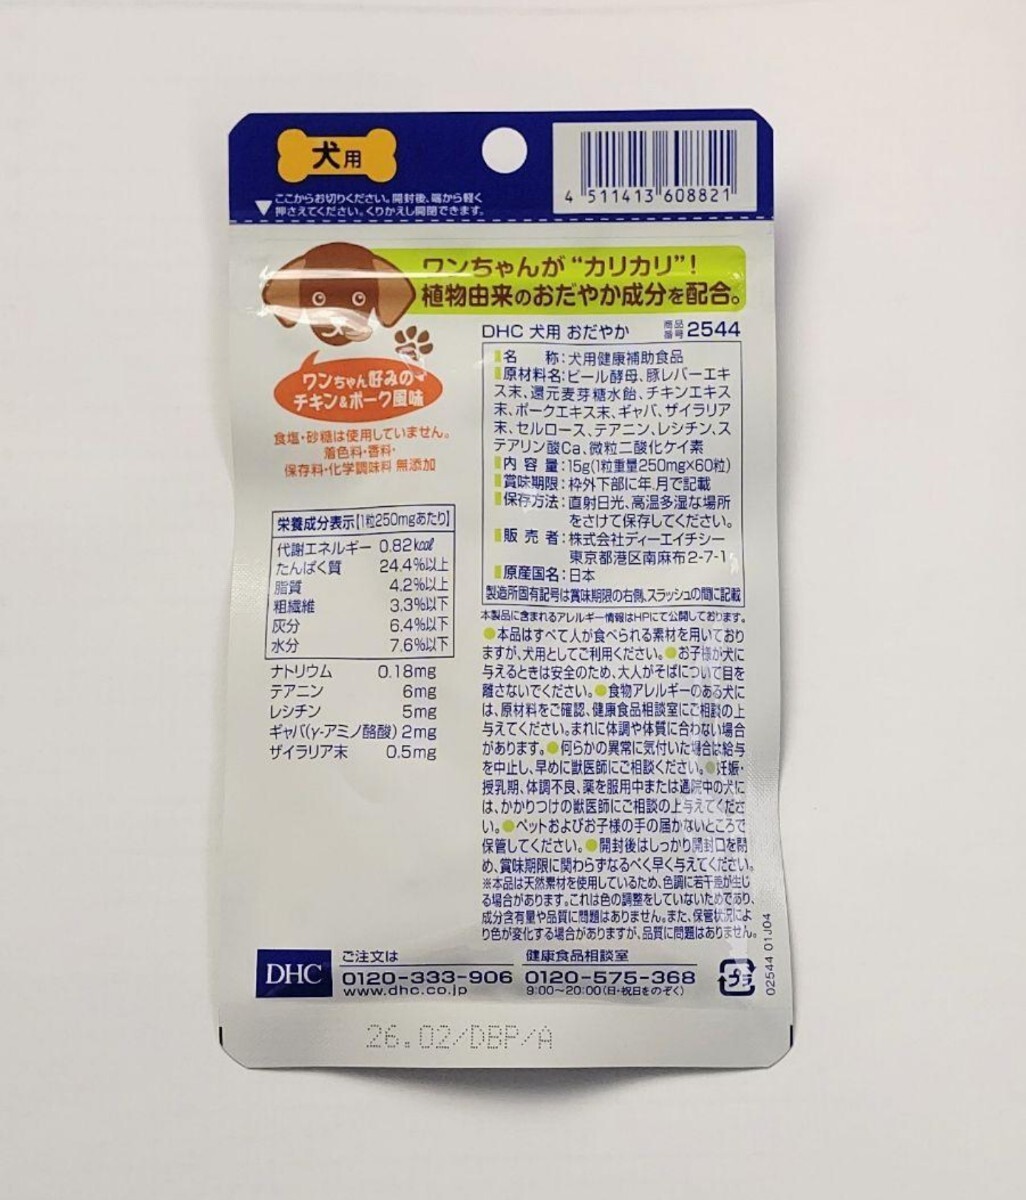 犬用
ここからお切りください。開封後、端から軽く
押さえてください。くりかえし開閉できます。
4 511413 608821
ワンちゃんが“カリカリ”!
植物由来のおだやか成分を配合。
ワンちゃん好みの
チキン&ポーク風味
食塩・砂糖は使用していません。
着色料・香料・
保存料・化学調味料 無添加
栄養成分表示[1粒250mgあたり]
代謝エネルギー 0.82kcal
たんぱく質 24.4%以上
脂質 4.2%以上
粗繊維 3.3%以下
灰分 6.4%以下
水分 7.6%以下
ナトリウム 0.18mg
テアニン 6mg
レシチン 5mg
ギャバ(γ-アミノ酪酸) 2mg
ザイラリア末 0.5mg
DHC 犬用 おだやか 商品番号 2544
名 称:犬用健康補助食品
原材料名:ビール酵母、豚レバーエキ
ス末、還元麦芽糖水飴、チキンエキス
末、ポークエキス末、ギャバ、ザイラリア
末、セルロース、テアニン、レシチン、ス
テアリン酸Ca、微粒二酸化ケイ素
内 容 量:15g(1粒重量250mg×60粒)
賞味期限:枠外下部に年.月で記載
保存方法:直射日光、高温多湿な場所
をさけて保存してください。
販 売 者:株式会社ディーエイチシー
東京都港区南麻布2-7-1
原産国名:日本
製造所固有記号は賞味期限の右側、スラッシュの間に記載
本製品に含まれるアレルギー情報はHPにて公開しております。
●本品はすべて人が食べられる素材を用いており
ますが、犬用としてご利用ください。●お子様が犬に
与えるときは安全のため、大人がそばについて目を
離さないでください。●食物アレルギーのある犬に
は、原材料をご確認、健康食品相談室にご相談の上
与えてください。まれに体調や体質に合わない場合
があります。●何らかの異常に気付いた場合は給与
を中止し、早めに獣医師にご相談ください。●妊娠・
授乳期、体調不良、薬を服用中または通院中の犬に
は、かかりつけの獣医師にご相談の上与えてくださ
い。●ペットおよびお子様の手の届かないところで
保管してください。●開封後はしっかり開封口を閉
め、賞味期限に関わらずなるべく早く与えてください。
※本品は天然素材を使用しているため、色調に若干差が生じ
る場合があります。これは色の調整をしていないためであり、
成分含有量や品質に問題はありません。また、保管状況によ
り色が変化する場合がありますが、品質に問題はありません。
DHC
ご注文は
0120-333-906
www.dhc.co.jp
健康食品相談室
0120-575-368
9:00〜20:00(日・祝日をのぞく)
プラ
02544 01J04
26.02/DBP/A